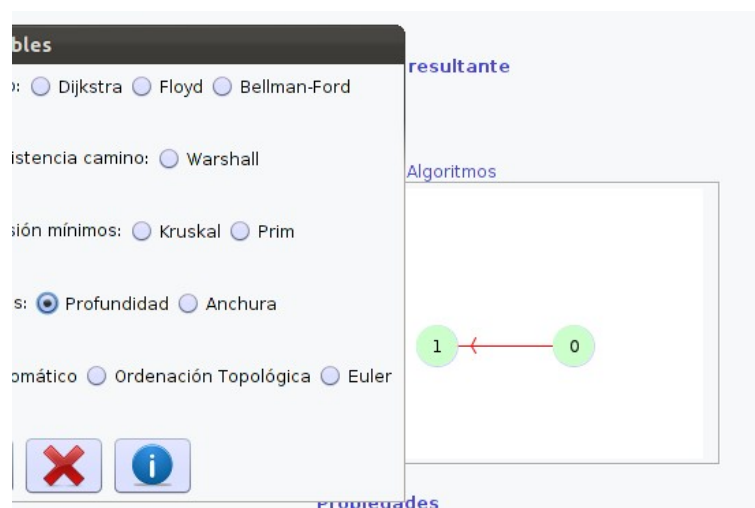 bles
resultante
o: Dijkstra Floyd Bellman-Ford
istencia camino: Warshall
Algoritmos
sión mínimos: Kruskal Prim
s: Profundidad Anchura
1 0
omático Ordenación Topológica Euler
i
Propiedades